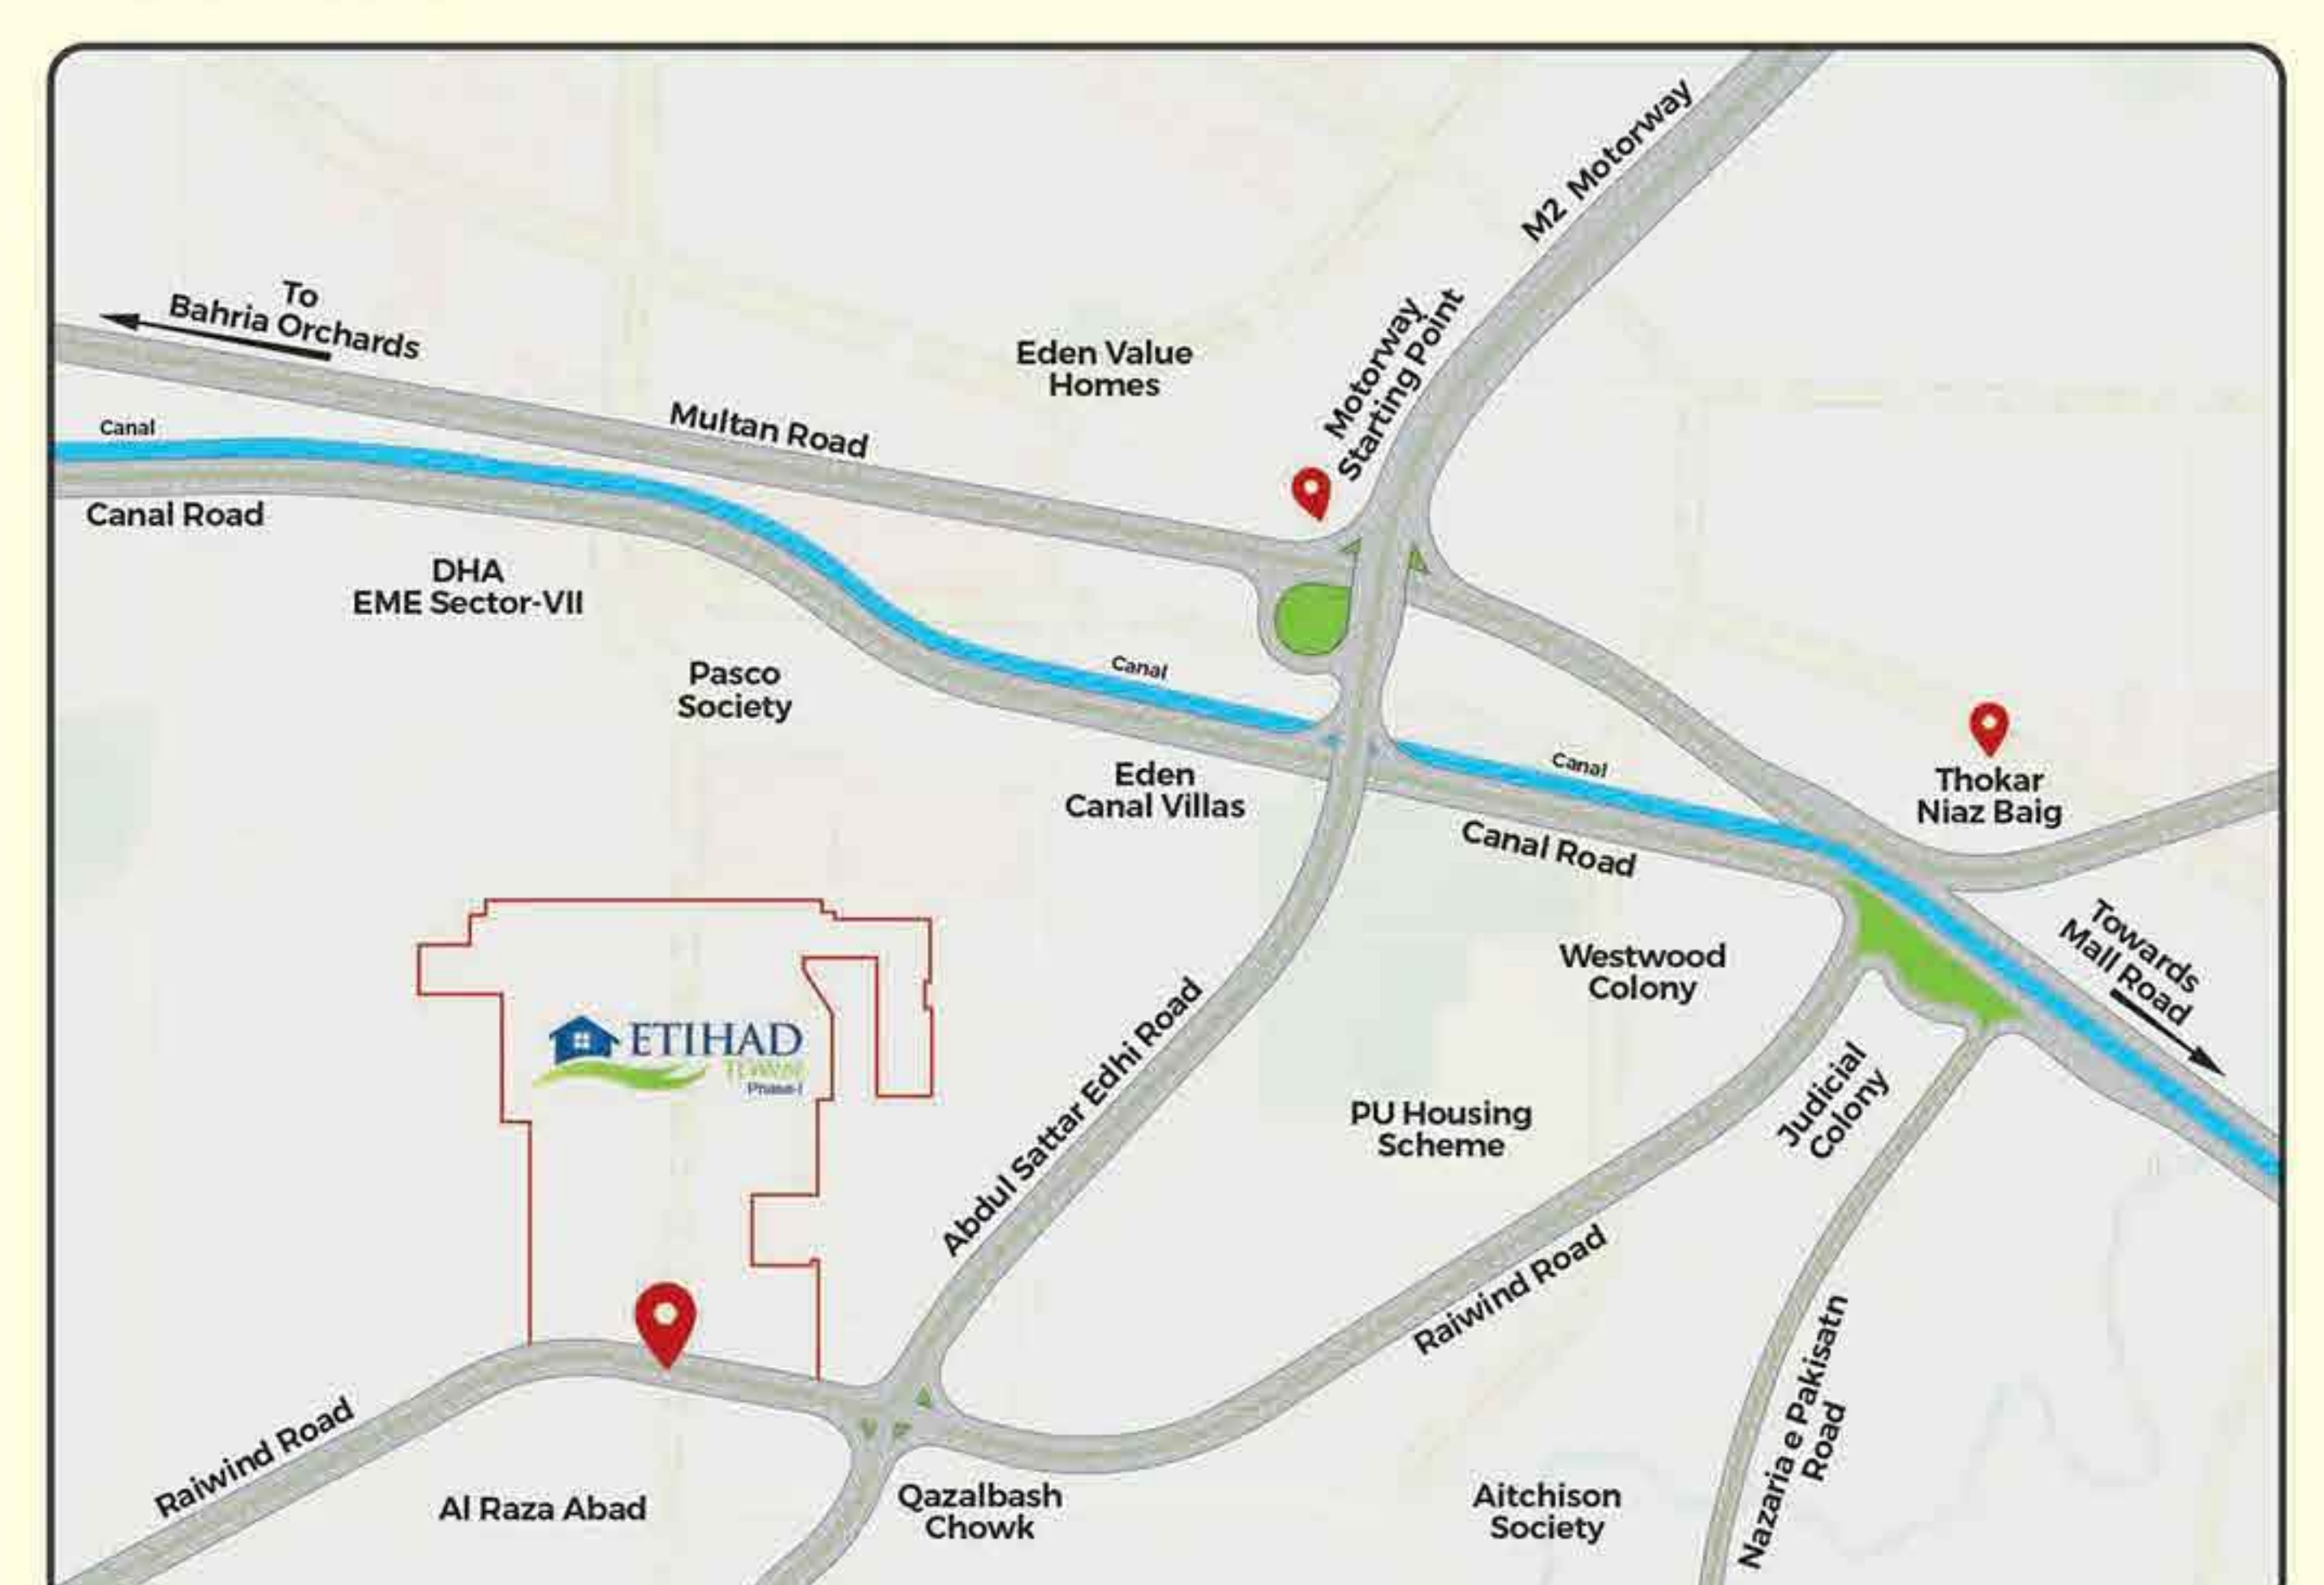 M2 Motorway
To
Bahria Orchards
Motorway
Starting Point
Eden Value
Homes
Multan Road
Canal
Canal Road
DHA
EME Sector-VII
Pasco
Society
Canal
Eden
Canal Villas
Canal
Canal Road
Thokar
Niaz Baig
Towards
Mall Road
Westwood
Colony
ETIHAD
TOWN
Phase-I
Abdul Sattar Edhi Road
PU Housing
Scheme
Judicial
Colony
Raiwind Road
Nazaria e Pakisatn
Road
Raiwind Road
Al Raza Abad
Qazalbash
Chowk
Aitchison
Society